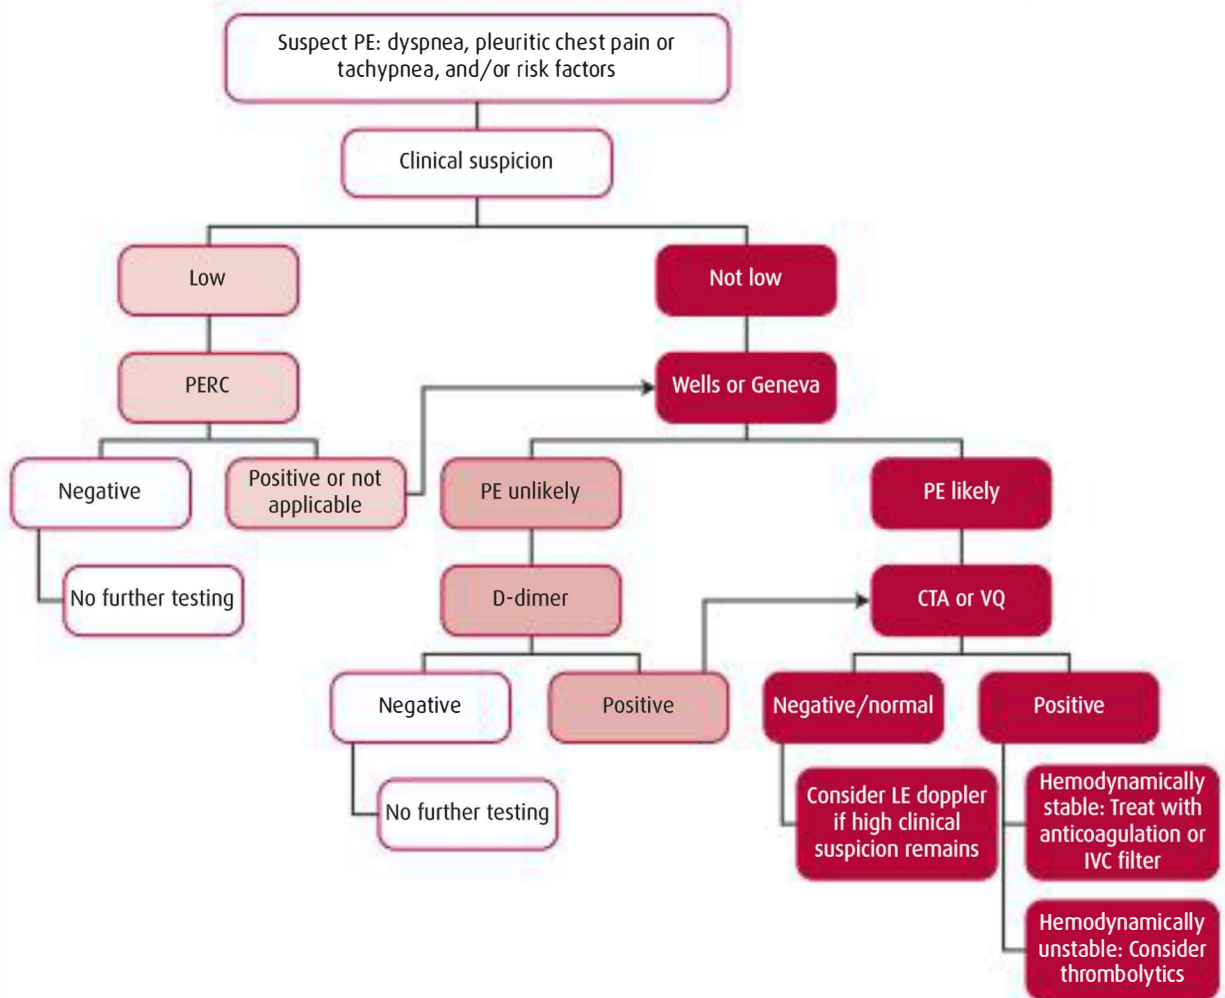 Suspect PE: dyspnea, pleuritic chest pain or
tachypnea, and/or risk factors
Clinical suspicion
Low
Not low
PERC
Wells or Geneva
Negative
Positive or not
applicable
PE unlikely
PE likely
No further testing
D-dimer
CTA or VQ
Negative
Positive
Negative/normal
Positive
No further testing
Consider LE doppler
if high clinical
suspicion remains
Hemodynamically
stable: Treat with
anticoagulation or
IVC filter
Hemodynamically
unstable: Consider
thrombolytics